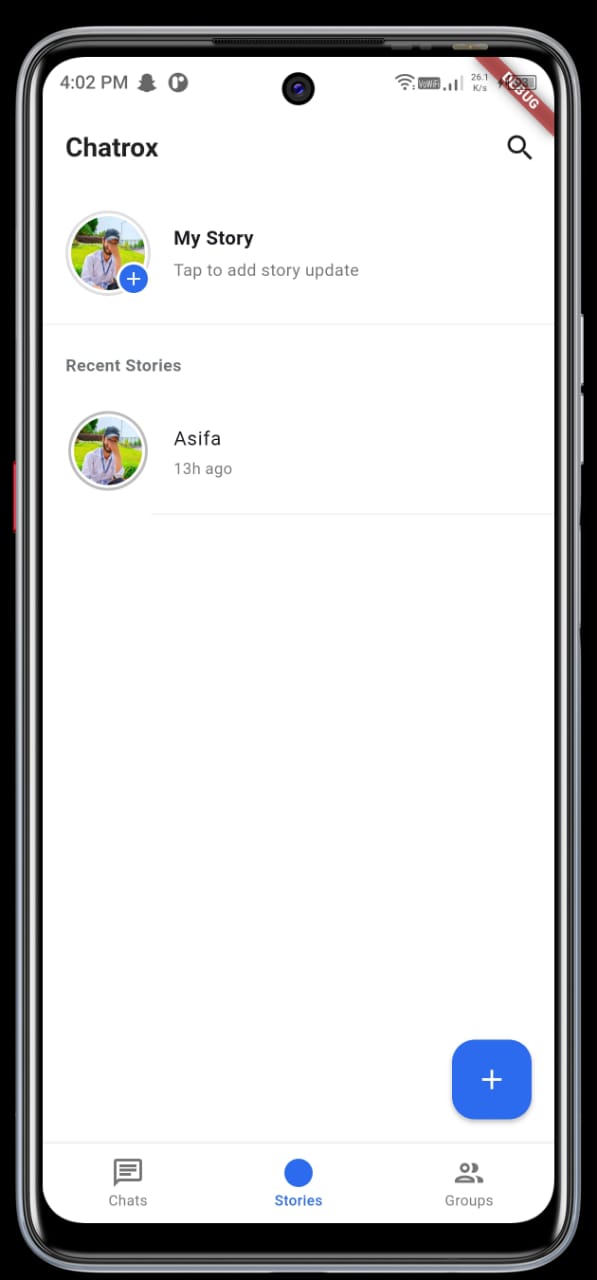 4:02 PM
VoWiFi
26.1
K/s
DEBUG
Chatrox
My Story
Tap to add story update
Recent Stories
Asifa
13h ago
Chats
Stories
Groups